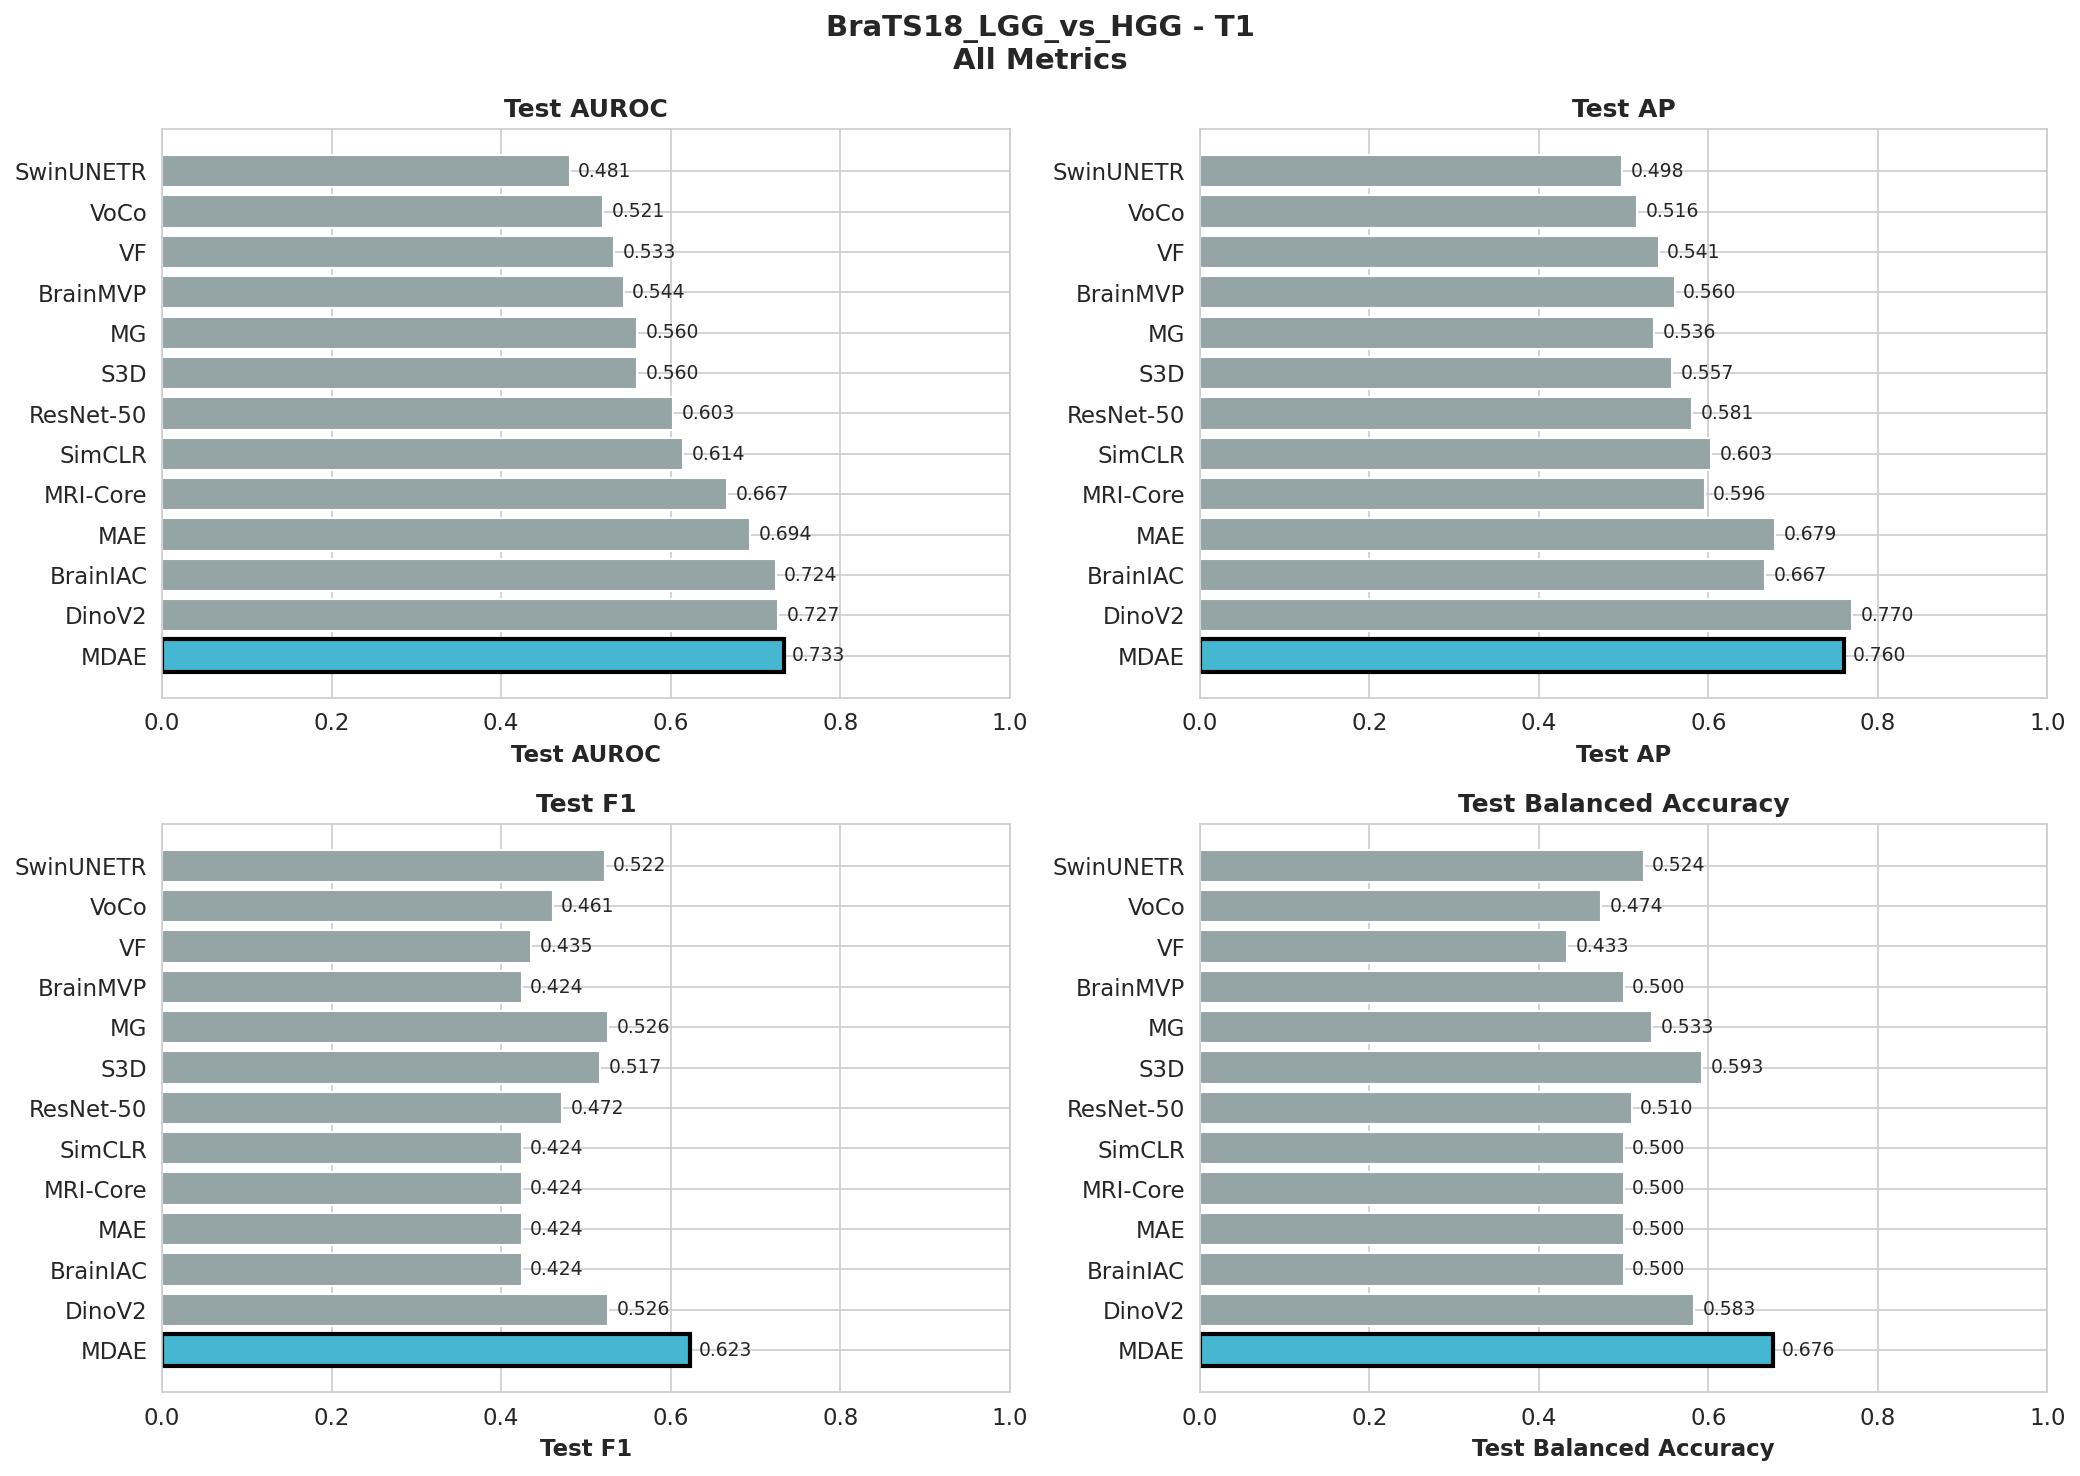 BraTS18_LGG_vs_HGG - T1
All Metrics
Test AUROC
SwinUNETR 0.481
VoCo 0.521
VF 0.533
BrainMVP 0.544
MG 0.560
S3D 0.560
ResNet-50 0.603
SimCLR 0.614
MRI-Core 0.667
MAE 0.694
BrainIAC 0.724
DinoV2 0.727
MDAE 0.733
0.0 0.2 0.4 0.6 0.8 1.0
Test AUROC
Test AP
SwinUNETR 0.498
VoCo 0.516
VF 0.541
BrainMVP 0.560
MG 0.536
S3D 0.557
ResNet-50 0.581
SimCLR 0.603
MRI-Core 0.596
MAE 0.679
BrainIAC 0.667
DinoV2 0.770
MDAE 0.760
0.0 0.2 0.4 0.6 0.8 1.0
Test AP
Test F1
SwinUNETR 0.522
VoCo 0.461
VF 0.435
BrainMVP 0.424
MG 0.526
S3D 0.517
ResNet-50 0.472
SimCLR 0.424
MRI-Core 0.424
MAE 0.424
BrainIAC 0.424
DinoV2 0.526
MDAE 0.623
0.0 0.2 0.4 0.6 0.8 1.0
Test F1
Test Balanced Accuracy
SwinUNETR 0.524
VoCo 0.474
VF 0.433
BrainMVP 0.500
MG 0.533
S3D 0.593
ResNet-50 0.510
SimCLR 0.500
MRI-Core 0.500
MAE 0.500
BrainIAC 0.500
DinoV2 0.583
MDAE 0.676
0.0 0.2 0.4 0.6 0.8 1.0
Test Balanced Accuracy